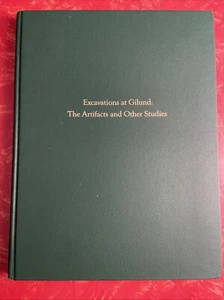 Excavations at Gilund:
The Artifacts and Other Studies